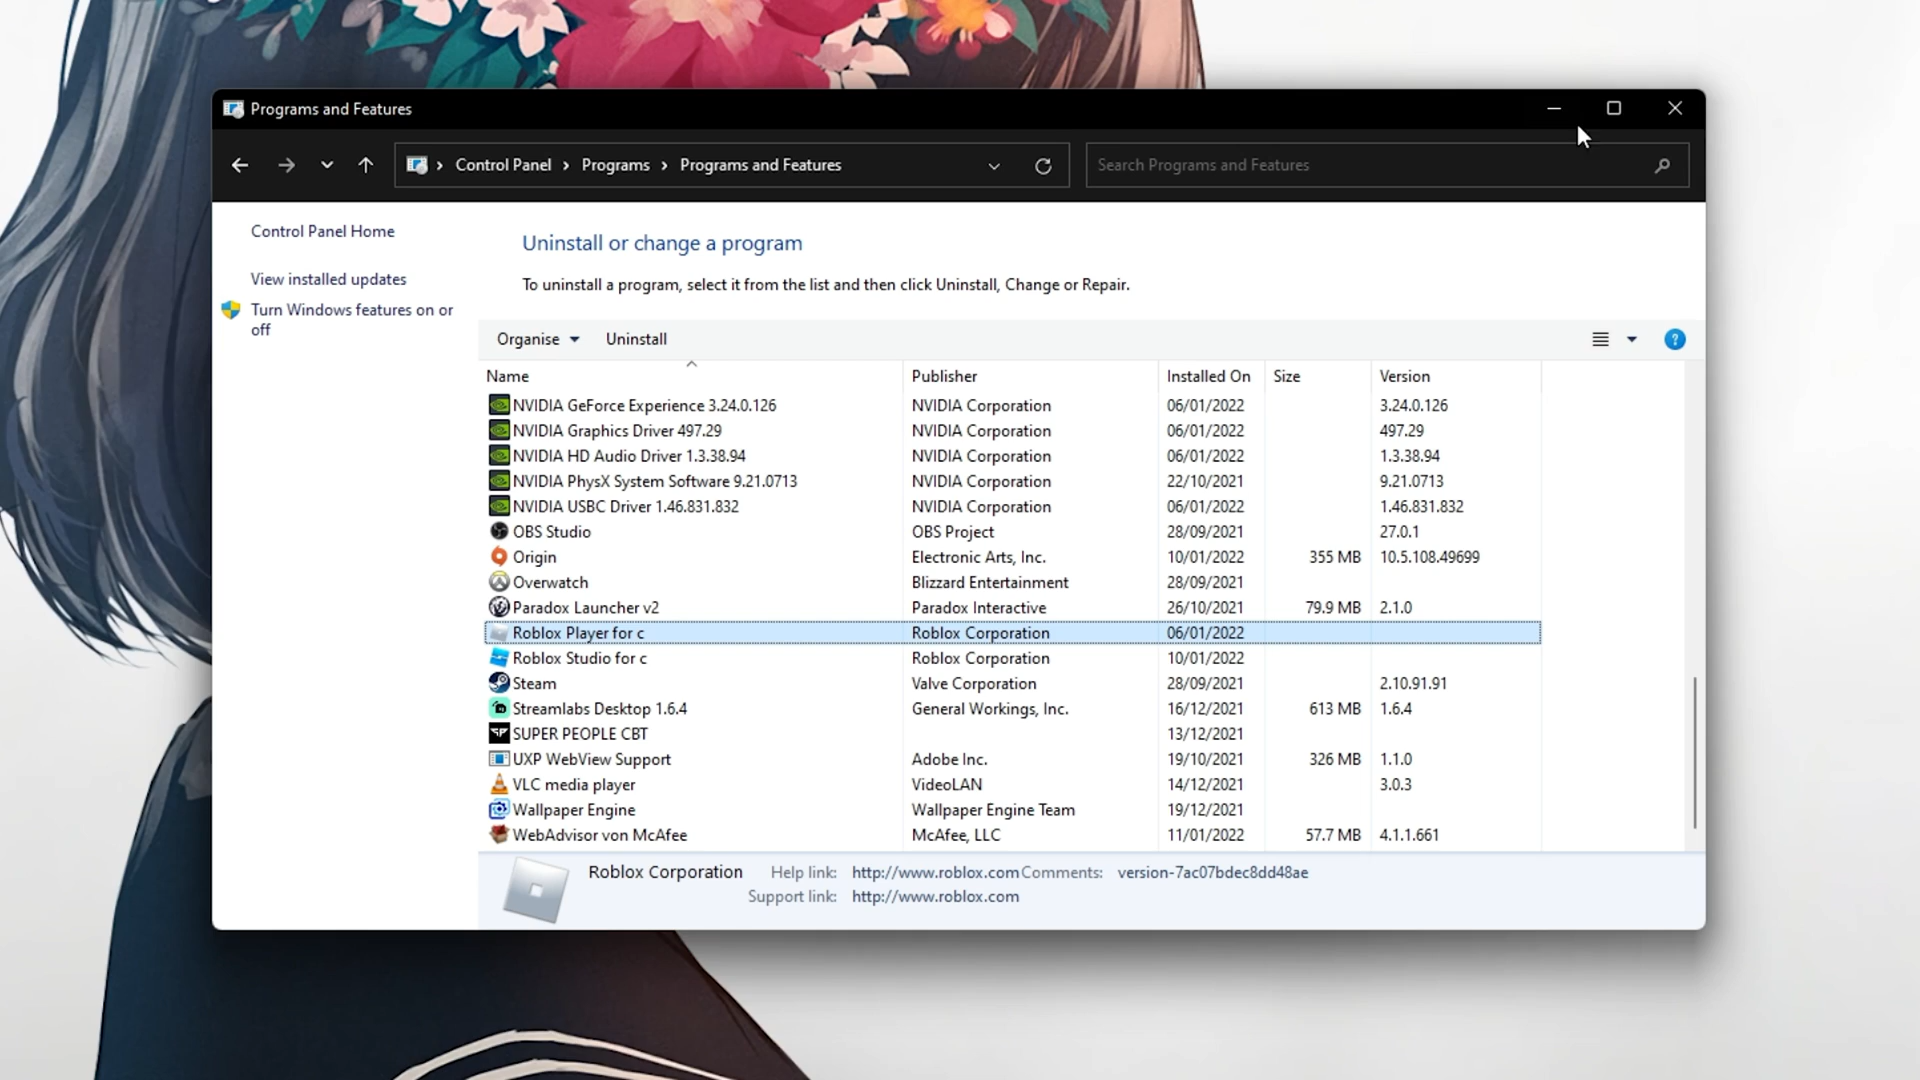 Programs and Features
Control Panel Programs Programs and Features
Search Programs and Features
Control Panel Home
View installed updates
Turn Windows features on or
off
Uninstall or change a program
To uninstall a program, select it from the list and then click Uninstall, Change or Repair.
Organise Uninstall
Name Publisher Installed On Size Version
NVIDIA GeForce Experience 3.24.0.126 NVIDIA Corporation 06/01/2022 3.24.0.126
NVIDIA Graphics Driver 497.29 NVIDIA Corporation 06/01/2022 497.29
NVIDIA HD Audio Driver 1.3.38.94 NVIDIA Corporation 06/01/2022 1.3.38.94
NVIDIA PhysX System Software 9.21.0713 NVIDIA Corporation 22/10/2021 9.21.0713
NVIDIA USBC Driver 1.46.831.832 NVIDIA Corporation 06/01/2022 1.46.831.832
OBS Studio OBS Project 28/09/2021 27.0.1
Origin Electronic Arts, Inc. 10/01/2022 355 MB 10.5.108.49699
Overwatch Blizzard Entertainment 28/09/2021
Paradox Launcher v2 Paradox Interactive 26/10/2021 79.9 MB 2.1.0
Roblox Player for c Roblox Corporation 06/01/2022
Roblox Studio for c Roblox Corporation 10/01/2022
Steam Valve Corporation 28/09/2021 2.10.91.91
Streamlabs Desktop 1.6.4 General Workings, Inc. 16/12/2021 613 MB 1.6.4
SUPER PEOPLE CBT 13/12/2021
UXP WebView Support Adobe Inc. 19/10/2021 326 MB 1.1.0
VLC media player VideoLAN 14/12/2021 3.0.3
Wallpaper Engine Wallpaper Engine Team 19/12/2021
WebAdvisor von McAfee McAfee, LLC 11/01/2022 57.7 MB 4.1.1.661
Roblox Corporation Help link: http://www.roblox.com Comments: version-7ac07bdec8dd48ae
Support link: http://www.roblox.com